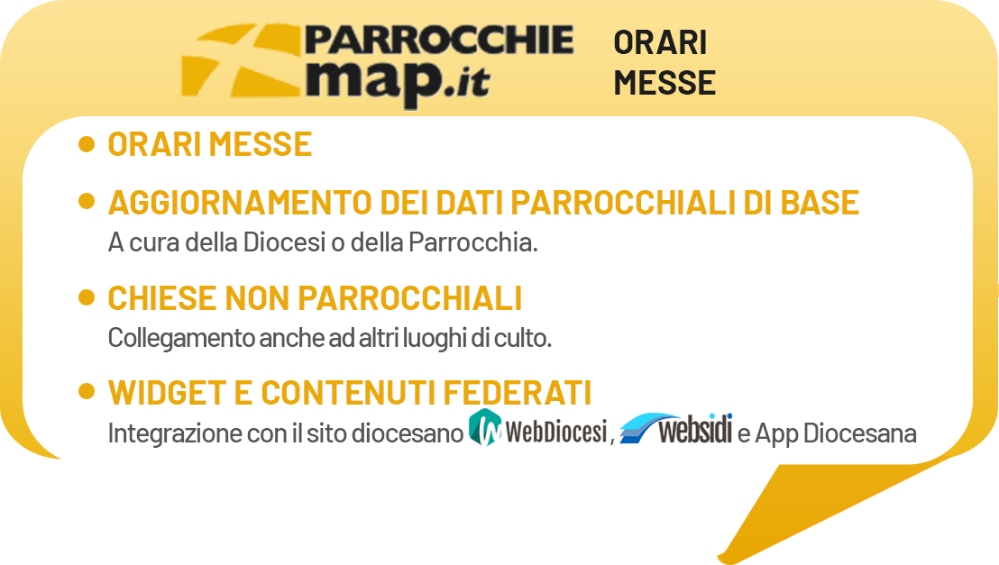 PARROCCHIE
map.it
ORARI
MESSE
ORARI MESSE
AGGIORNAMENTO DEI DATI PARROCCHIALI DI BASE
A cura della Diocesi o della Parrocchia.
CHIESE NON PARROCCHIALI
Collegamento anche ad altri luoghi di culto.
WIDGET E CONTENUTI FEDERATI
Integrazione con il sito diocesano WebDiocesi, websidi e App Diocesana